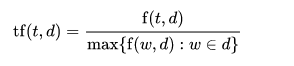 tf(t, d) = f(t, d) / max{f(w, d) : w ∈ d}